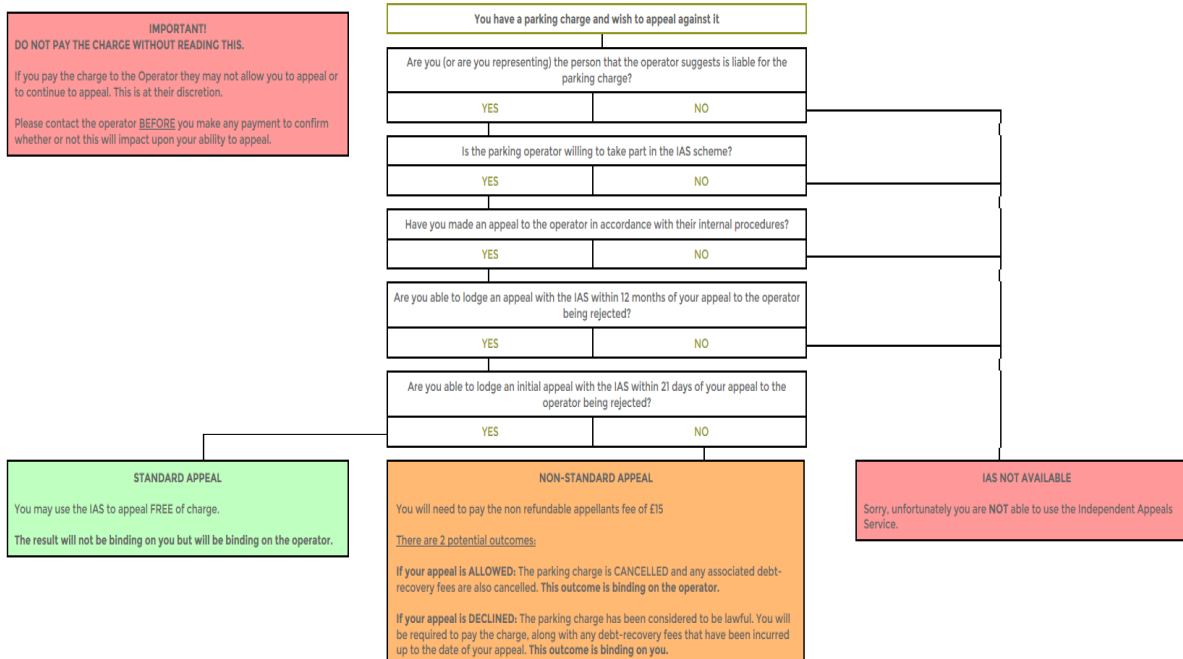 IMPORTANT!
DO NOT PAY THE CHARGE WITHOUT READING THIS.
If you pay the charge to the Operator they may not allow you to appeal or
to continue to appeal. This is at their discretion.
Please contact the operator BEFORE you make any payment to confirm
whether or not this will impact upon your ability to appeal.
You have a parking charge and wish to appeal against it
Are you (or are you representing) the person that the operator suggests is liable for the
parking charge?
YES NO
Is the parking operator willing to take part in the IAS scheme?
YES NO
Have you made an appeal to the operator in accordance with their internal procedures?
YES NO
Are you able to lodge an appeal with the IAS within 12 months of your appeal to the operator
being rejected?
YES NO
Are you able to lodge an initial appeal with the IAS within 21 days of your appeal to the
operator being rejected?
YES NO
STANDARD APPEAL
You may use the IAS to appeal FREE of charge.
The result will not be binding on you but will be binding on the operator.
NON-STANDARD APPEAL
You will need to pay the non refundable appellants fee of £15
There are 2 potential outcomes:
If your appeal is ALLOWED: The parking charge is CANCELLED and any associated debt-
recovery fees are also cancelled. This outcome is binding on the operator.
If your appeal is DECLINED: The parking charge has been considered to be lawful. You will
be required to pay the charge, along with any debt-recovery fees that have been incurred
up to the date of your appeal. This outcome is binding on you.
IAS NOT AVAILABLE
Sorry, unfortunately you are NOT able to use the Independent Appeals
Service.